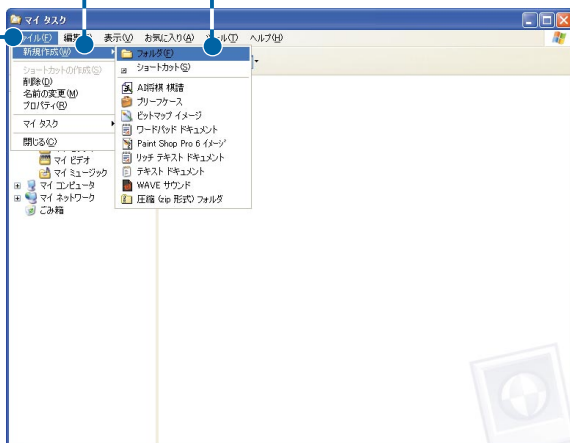 マイ タスク
ァイル(F) 編集 表示(V) お気に入り(A) ール(T) ヘルプ(H)
新規作成(W)
ショートカットの作成(S)
削除(D)
名前の変更(M)
プロパティ(R)
マイ タスク
閉じる(C)
フォルダ(F)
ショートカット(S)
AI将棋 棋譜
ブリーフケース
ビットマップ イメージ
ワードパッド ドキュメント
Paint Shop Pro 6 イメージ
リッチ テキスト ドキュメント
テキスト ドキュメント
WAVE サウンド
圧縮 (zip 形式) フォルダ
マイ ビデオ
マイ ミュージック
マイ コンピュータ
マイ ネットワーク
ごみ箱